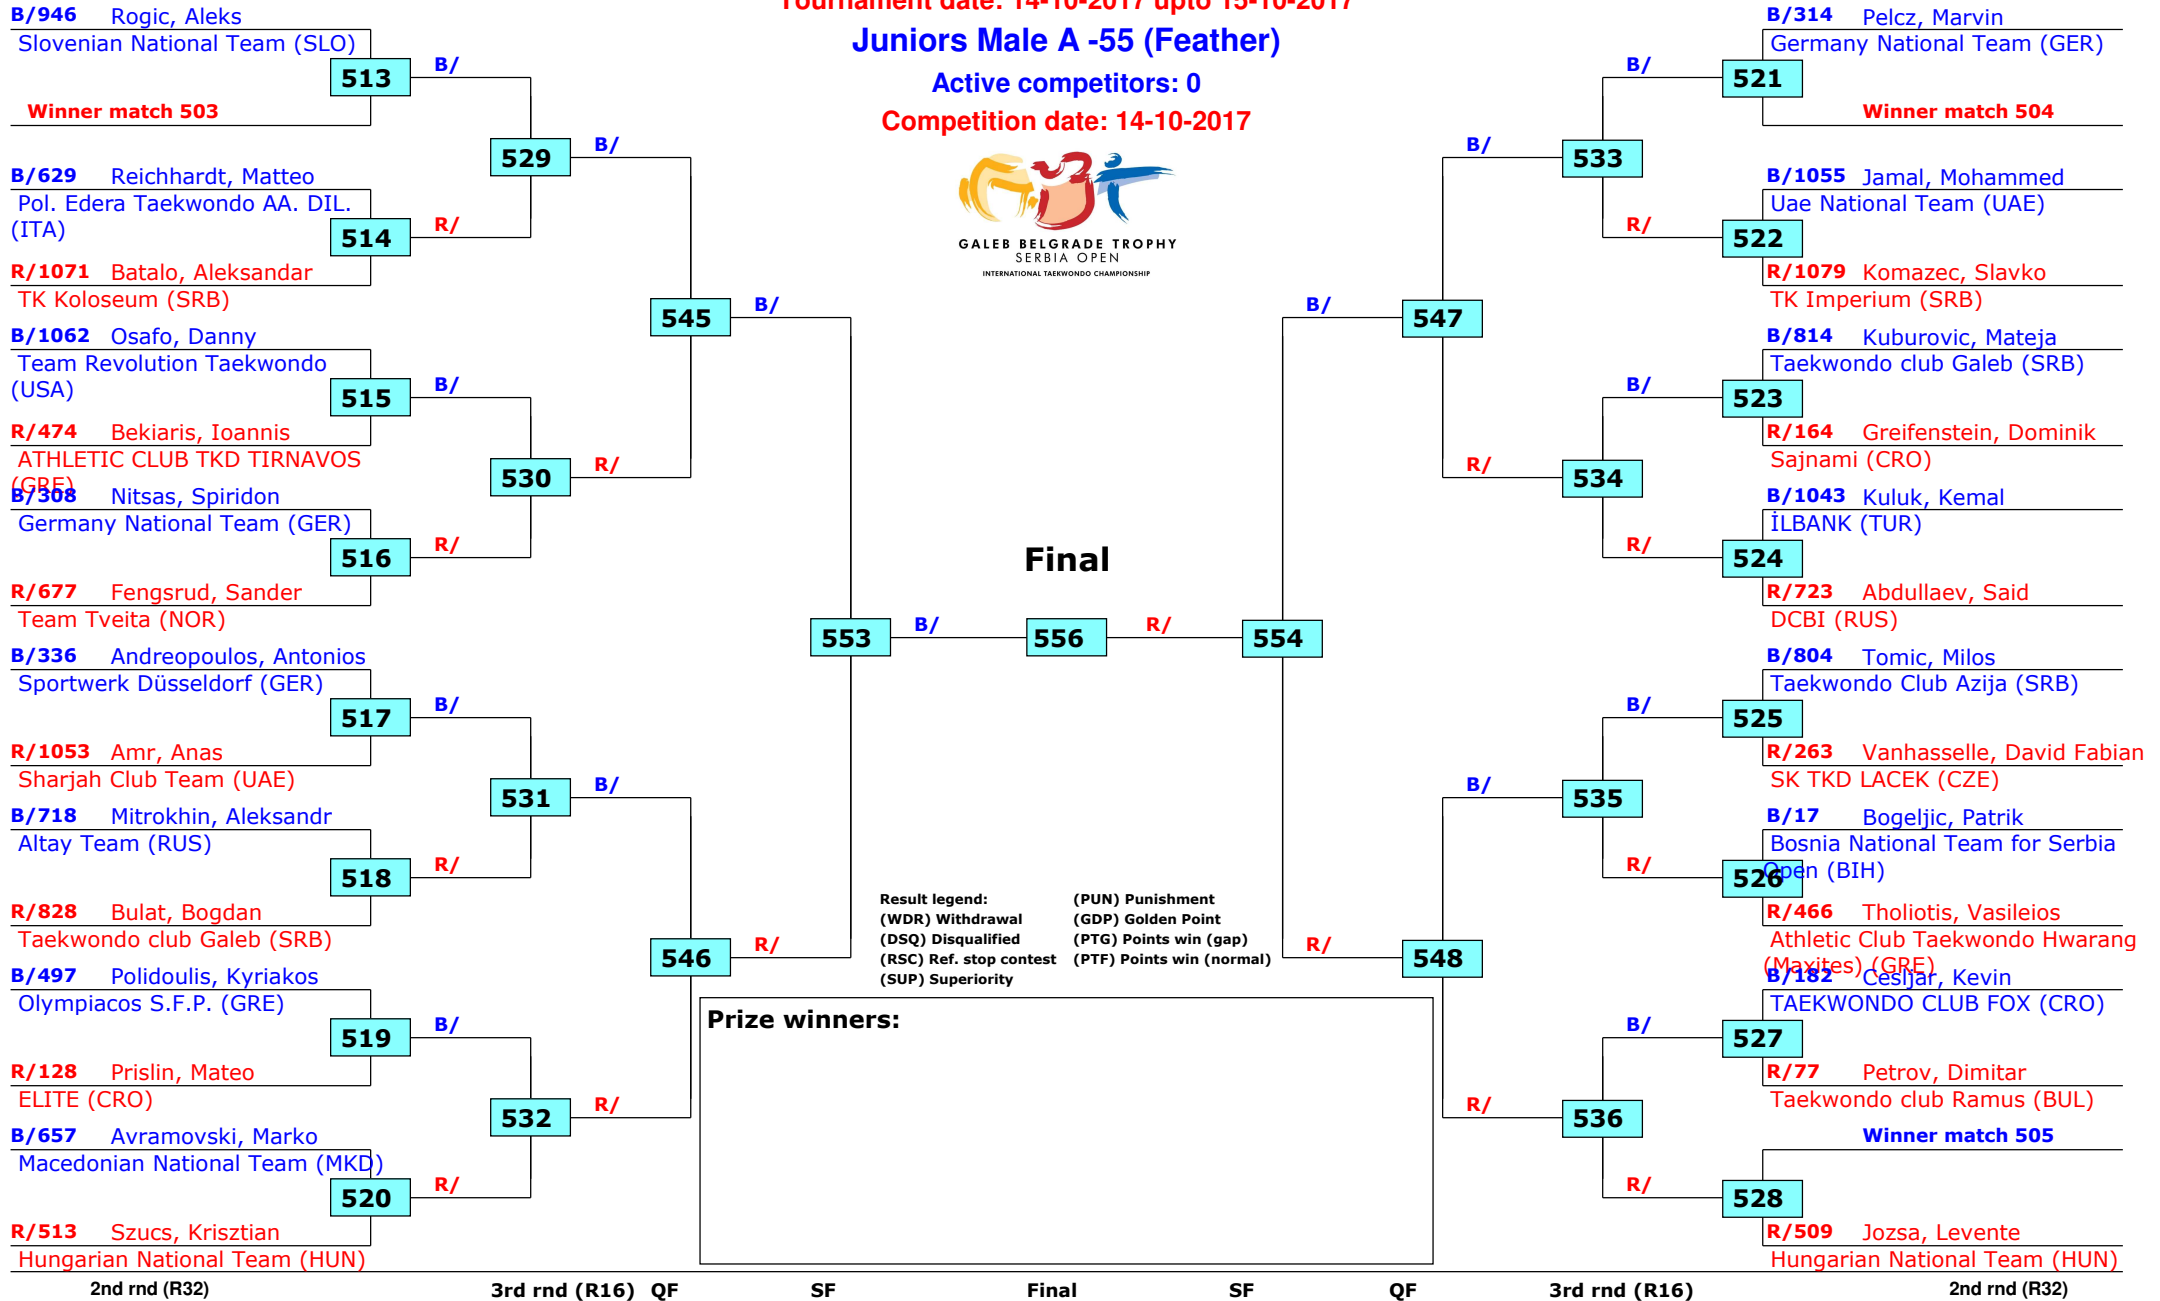 Tournament date: 14-10-2017 upto 15-10-2017
Juniors Male A -55 (Feather)
Active competitors: 0
Competition date: 14-10-2017
GALEB BELGRADE TROPHY
SERBIA OPEN
INTERNATIONAL TAEKWONDO CHAMPIONSHIP
B/946 Rogic, Aleks
Slovenian National Team (SLO)
513
B/
Winner match 503
529
B/
B/629 Reichhardt, Matteo
Pol. Edera Taekwondo AA. DIL.
(ITA)
514
R/
R/1071 Batalo, Aleksandar
TK Koloseum (SRB)
545
B/
B/1062 Osafo, Danny
Team Revolution Taekwondo
(USA)
515
B/
R/474 Bekiaris, Ioannis
ATHLETIC CLUB TKD TIRNAVOS
(GRE)
530
R/
B/308 Nitsas, Spiridon
Germany National Team (GER)
516
R/
R/677 Fengsrud, Sander
Team Tveita (NOR)
553
B/
B/336 Andreopoulos, Antonios
Sportwerk Düsseldorf (GER)
517
B/
R/1053 Amr, Anas
Sharjah Club Team (UAE)
531
B/
B/718 Mitrokhin, Aleksandr
Altay Team (RUS)
518
R/
R/828 Bulat, Bogdan
Taekwondo club Galeb (SRB)
546
R/
B/497 Polidoulis, Kyriakos
Olympiacos S.F.P. (GRE)
519
B/
R/128 Prislin, Mateo
ELITE (CRO)
532
R/
B/657 Avramovski, Marko
Macedonian National Team (MKD)
520
R/
R/513 Szucs, Krisztian
Hungarian National Team (HUN)
Final
556
R/
554
B/314 Pelcz, Marvin
Germany National Team (GER)
B/
521
Winner match 504
B/
533
B/1055 Jamal, Mohammed
Uae National Team (UAE)
R/
522
R/1079 Komazec, Slavko
TK Imperium (SRB)
B/
547
B/814 Kuburovic, Mateja
Taekwondo club Galeb (SRB)
B/
523
R/164 Greifenstein, Dominik
Sajnami (CRO)
R/
534
B/1043 Kuluk, Kemal
İLBANK (TUR)
R/
524
R/723 Abdullaev, Said
DCBI (RUS)
B/804 Tomic, Milos
Taekwondo Club Azija (SRB)
B/
525
R/263 Vanhasselle, David Fabian
SK TKD LACEK (CZE)
B/
535
B/17 Bogeljic, Patrik
Bosnia National Team for Serbia
Open (BIH)
R/
526
R/466 Tholiotis, Vasileios
Athletic Club Taekwondo Hwarang
(Maxites) (GRE)
R/
548
B/182 Cesljar, Kevin
TAEKWONDO CLUB FOX (CRO)
B/
527
R/77 Petrov, Dimitar
Taekwondo club Ramus (BUL)
R/
536
Winner match 505
R/
528
R/509 Jozsa, Levente
Hungarian National Team (HUN)
Result legend: (PUN) Punishment
(WDR) Withdrawal (GDP) Golden Point
(DSQ) Disqualified (PTG) Points win (gap)
(RSC) Ref. stop contest (PTF) Points win (normal)
(SUP) Superiority
Prize winners:
2nd rnd (R32) 3rd rnd (R16) QF SF Final SF QF 3rd rnd (R16) 2nd rnd (R32)